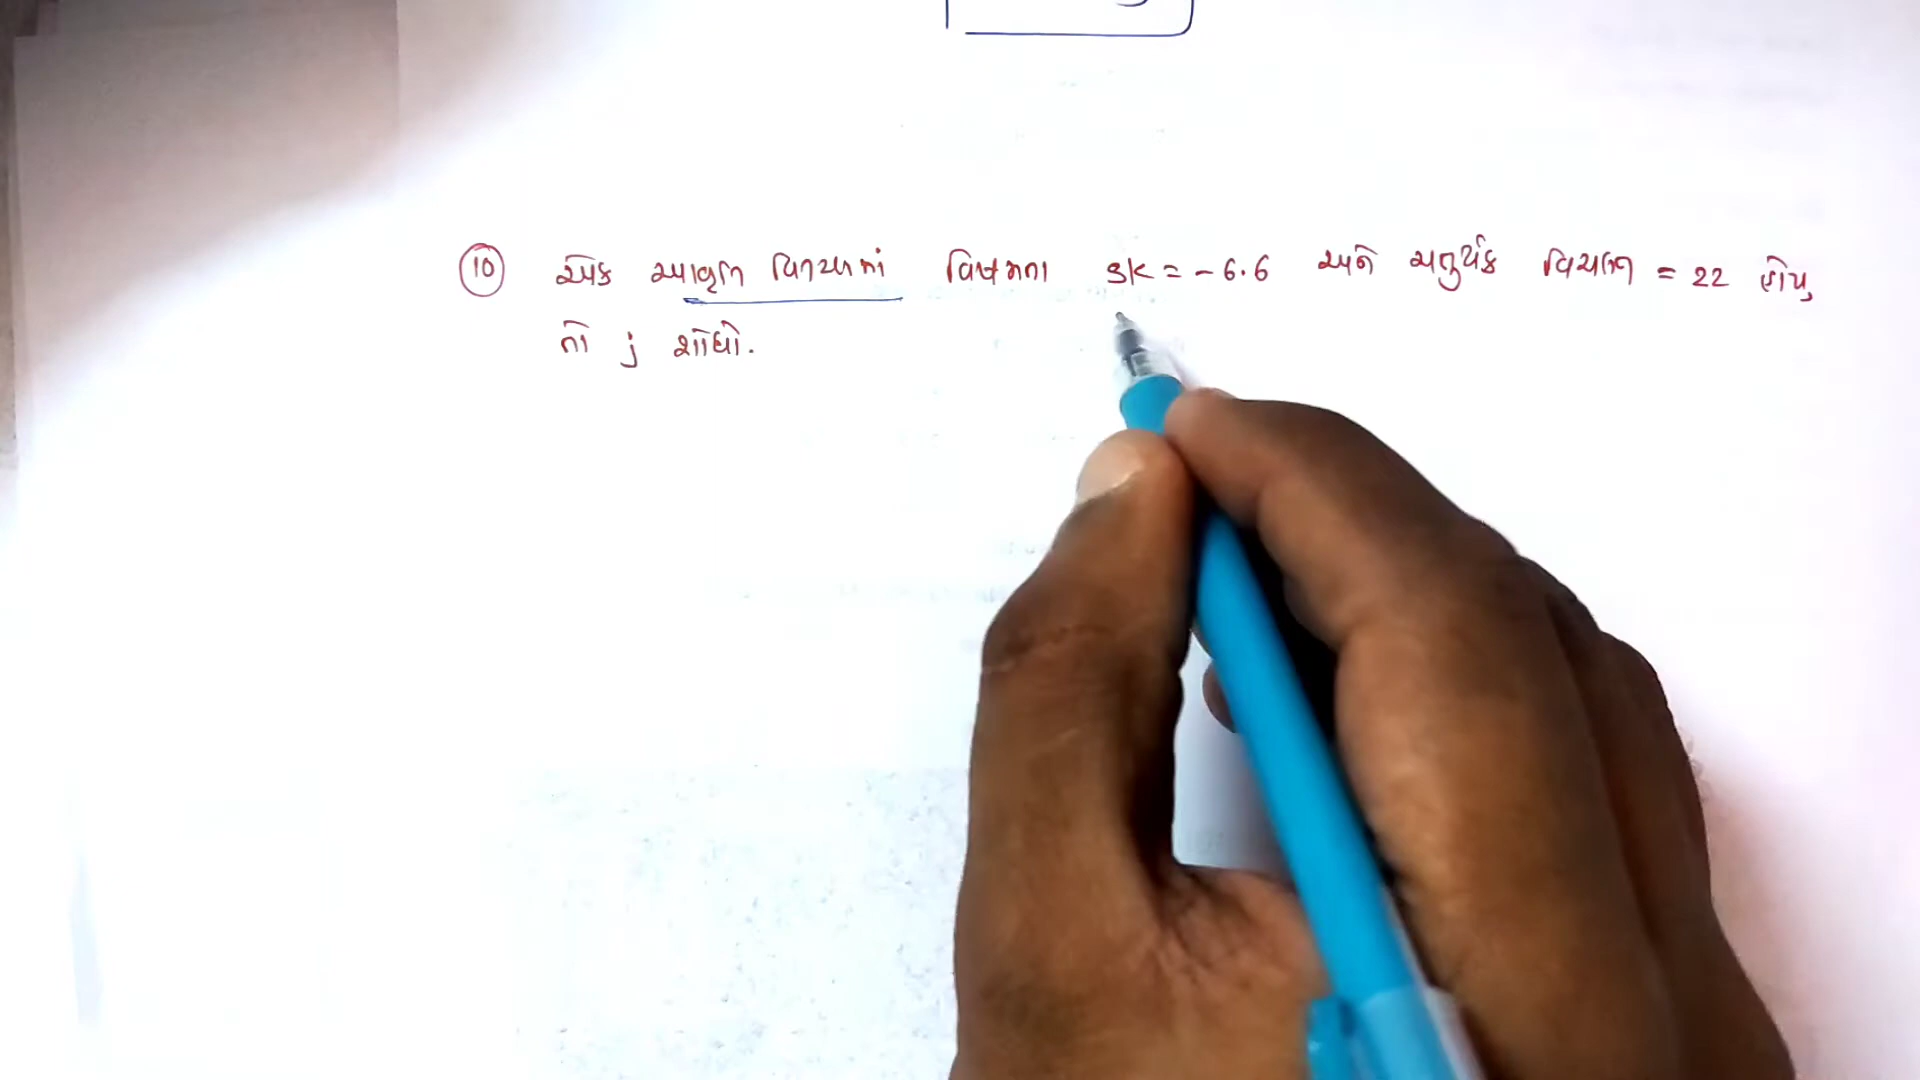 (10) એક આવૃત્તિ વિતરણમાં વિષમતા Sk = -6.6 અને ચતુર્થક વિચલન = 22 હોય,
તો j શોધો.